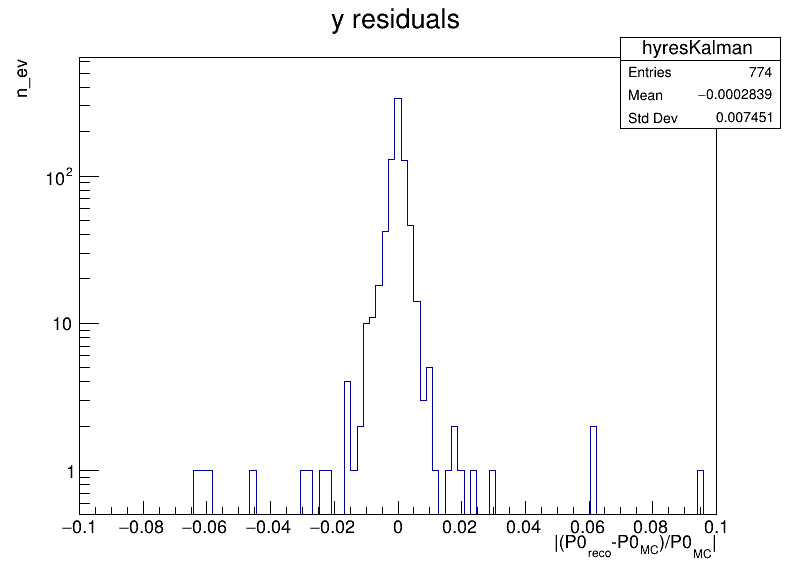 y residuals
hyresKalman
Entries 774
Mean −0.0002839
Std Dev 0.007451
n_ev
10²
10
1
−0.1 −0.08 −0.06 −0.04 −0.02 0 0.02 0.04 0.06 0.08 0.1
|(P0reco-P0MC)/P0MC|